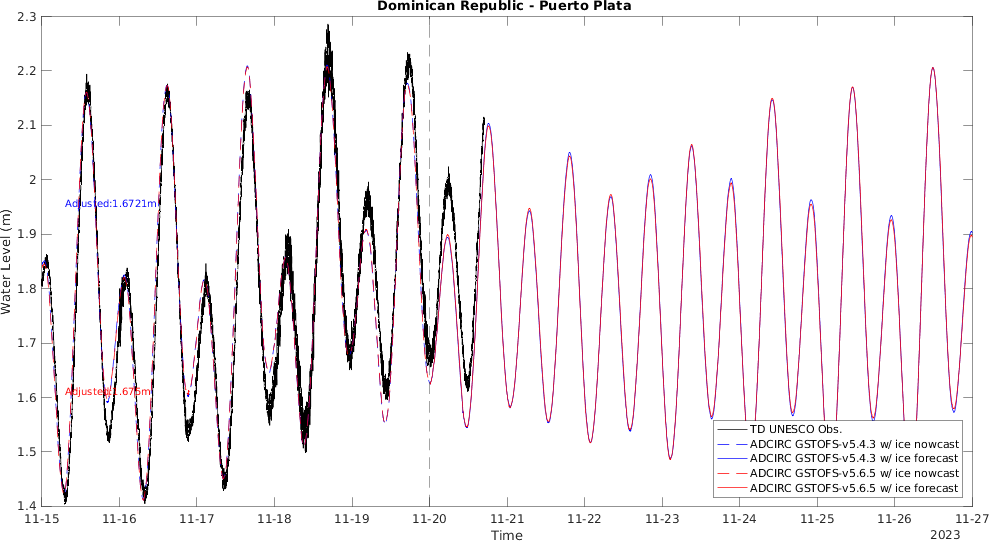 Dominican Republic - Puerto Plata
2.3
2.2
2.1
2
1.9
1.8
1.7
1.6
1.5
1.4
Water Level (m)
Adjusted:1.6721m
Adjusted:1.676m
TD UNESCO Obs.
ADCIRC GSTOFS-v5.4.3 w/ ice nowcast
ADCIRC GSTOFS-v5.4.3 w/ ice forecast
ADCIRC GSTOFS-v5.6.5 w/ ice nowcast
ADCIRC GSTOFS-v5.6.5 w/ ice forecast
11-15 11-16 11-17 11-18 11-19 11-20 11-21 11-22 11-23 11-24 11-25 11-26 11-27
Time
2023